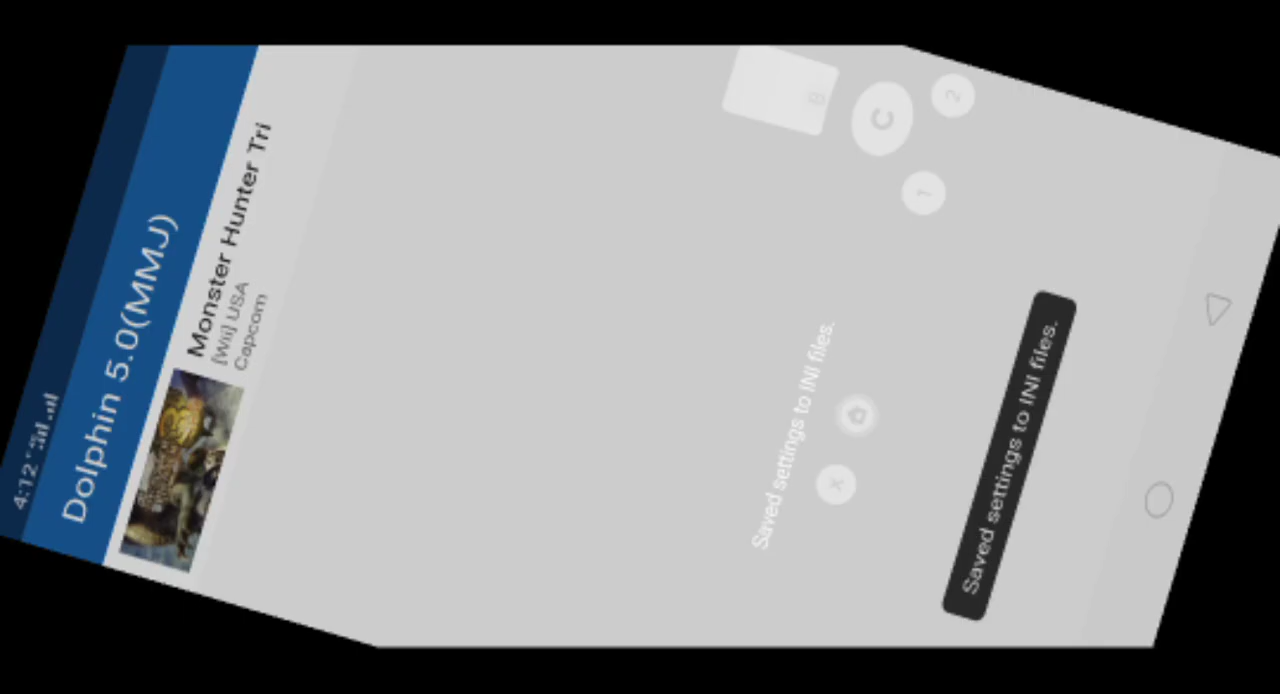 4:12
Dolphin 5.0(MMJ)
Monster Hunter Tri
[Wii] USA
Capcom
B
C
2
1
Saved settings to INI files.
Saved settings to INI files.